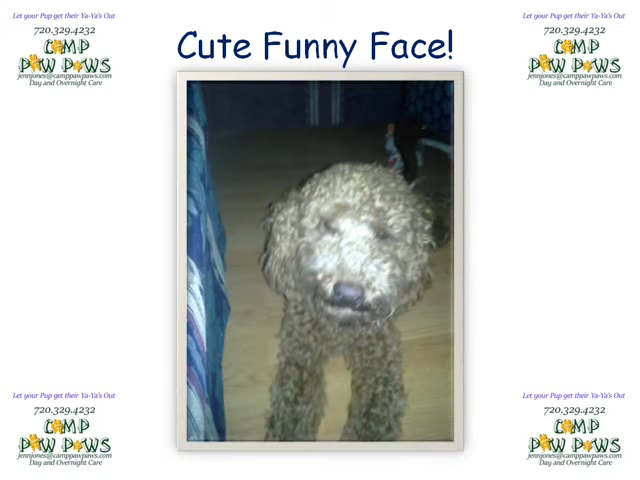 Let your Pup get their Ya-Ya's Out
720.329.4232
CAMP
PAW PAWS
jennjones@camppawpaws.com
Day and Overnight Care
Cute Funny Face!
Let your Pup get their Ya-Ya's Out
720.329.4232
CAMP
PAW PAWS
jennjones@camppawpaws.com
Day and Overnight Care
Let your Pup get their Ya-Ya's Out
720.329.4232
CAMP
PAW PAWS
jennjones@camppawpaws.com
Day and Overnight Care
Let your Pup get their Ya-Ya's Out
720.329.4232
CAMP
PAW PAWS
jennjones@camppawpaws.com
Day and Overnight Care